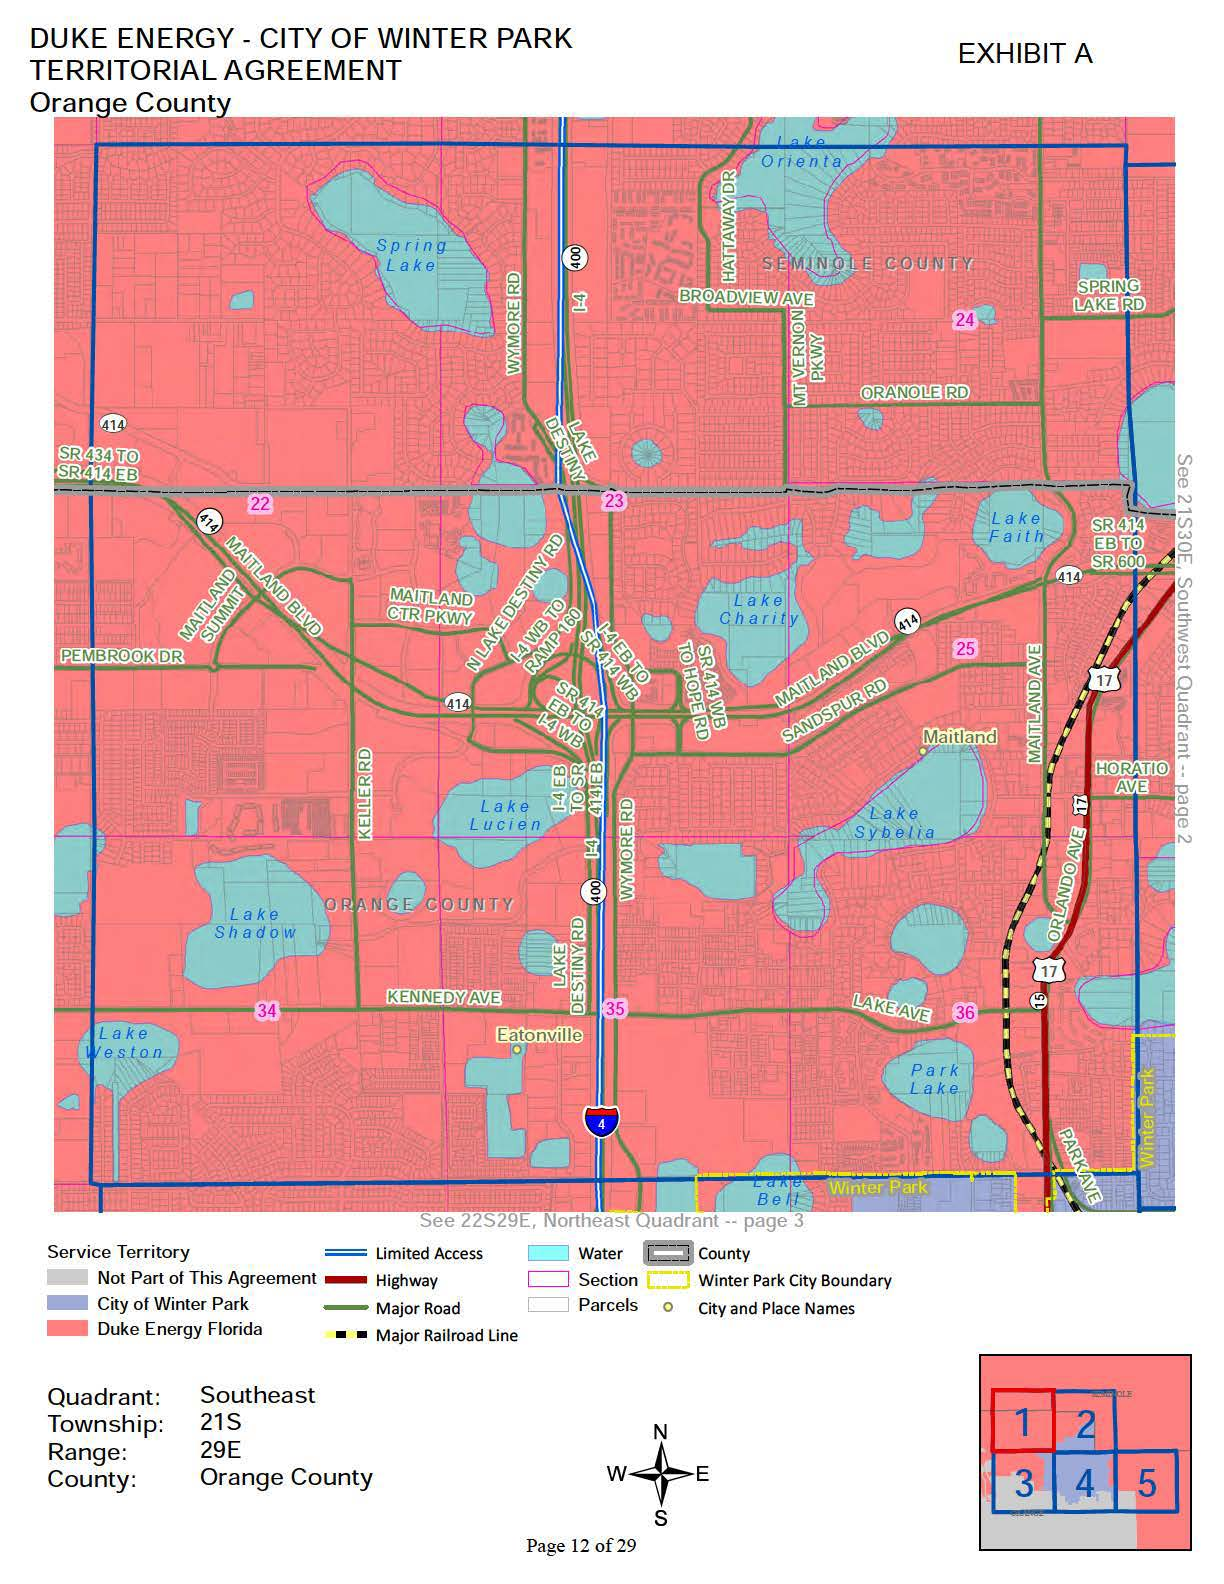 DUKE ENERGY - CITY OF WINTER PARK
TERRITORIAL AGREEMENT
Orange County
EXHIBIT A
Lake
Orienta
HATTAWAY DR
Spring
Lake
400
I-4
WYMORE RD
SEMINOLE COUNTY
BROADVIEW AVE
SPRING
LAKE RD
24
MT VERNON
PKWY
ORANOLE RD
414
SR 434 TO
SR 414 EB
LAKE
DESTINY
22
23
414
Lake
Faith
SR 414
EB TO
SR 600
See 21S30E, Southwest Quadrant -- page 2
MAITLAND BLVD
MAITLAND
SUMMIT
MAITLAND
CTR PKWY
N LAKE DESTINY RD
I-4 WB TO
RAMP 160
I-4 EB TO
SR 414 WB
Lake
Charity
414
414
MAITLAND BLVD
25
PEMBROOK DR
SR 414 WB
TO HOPE RD
MAITLAND AVE
17
414
SR 414
EB TO
I-4 WB
SANDSPUR RD
Maitland
KELLER RD
I-4 EB
TO SR
414 EB
HORATIO
AVE
17
Lake
Lucien
WYMORE RD
Lake
Sybelia
I-4
ORLANDO AVE
400
ORANGE COUNTY
Lake
Shadow
LAKE
DESTINY RD
17
KENNEDY AVE
15
34
35
LAKE AVE
36
Lake
Weston
Eatonville
Park
Lake
Winter Park
4
PARK AVE
Lake
Bell
Winter Park
See 22S29E, Northeast Quadrant -- page 3
Service Territory
Not Part of This Agreement
City of Winter Park
Duke Energy Florida
Limited Access
Highway
Major Road
Major Railroad Line
Water
Section
Parcels
County
Winter Park City Boundary
City and Place Names
Quadrant: Southeast
Township: 21S
Range: 29E
County: Orange County
N
W E
S
SEMINOLE
1 2
3 4 5
ORANGE
Page 12 of 29